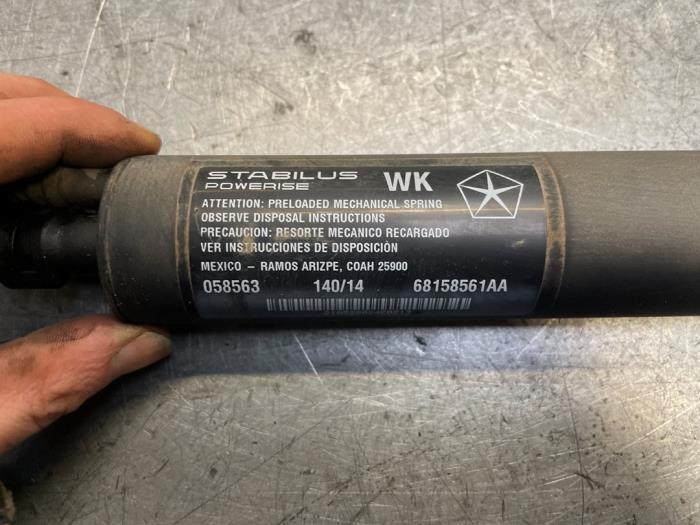 STABILUS
POWERISE
WK
ATTENTION: PRELOADED MECHANICAL SPRING
OBSERVE DISPOSAL INSTRUCTIONS
PRECAUCION: RESORTE MECANICO RECARGADO
VER INSTRUCCIONES DE DISPOSICIÓN
MEXICO – RAMOS ARIZPE, COAH 25900
058563 140/14 68158561AA